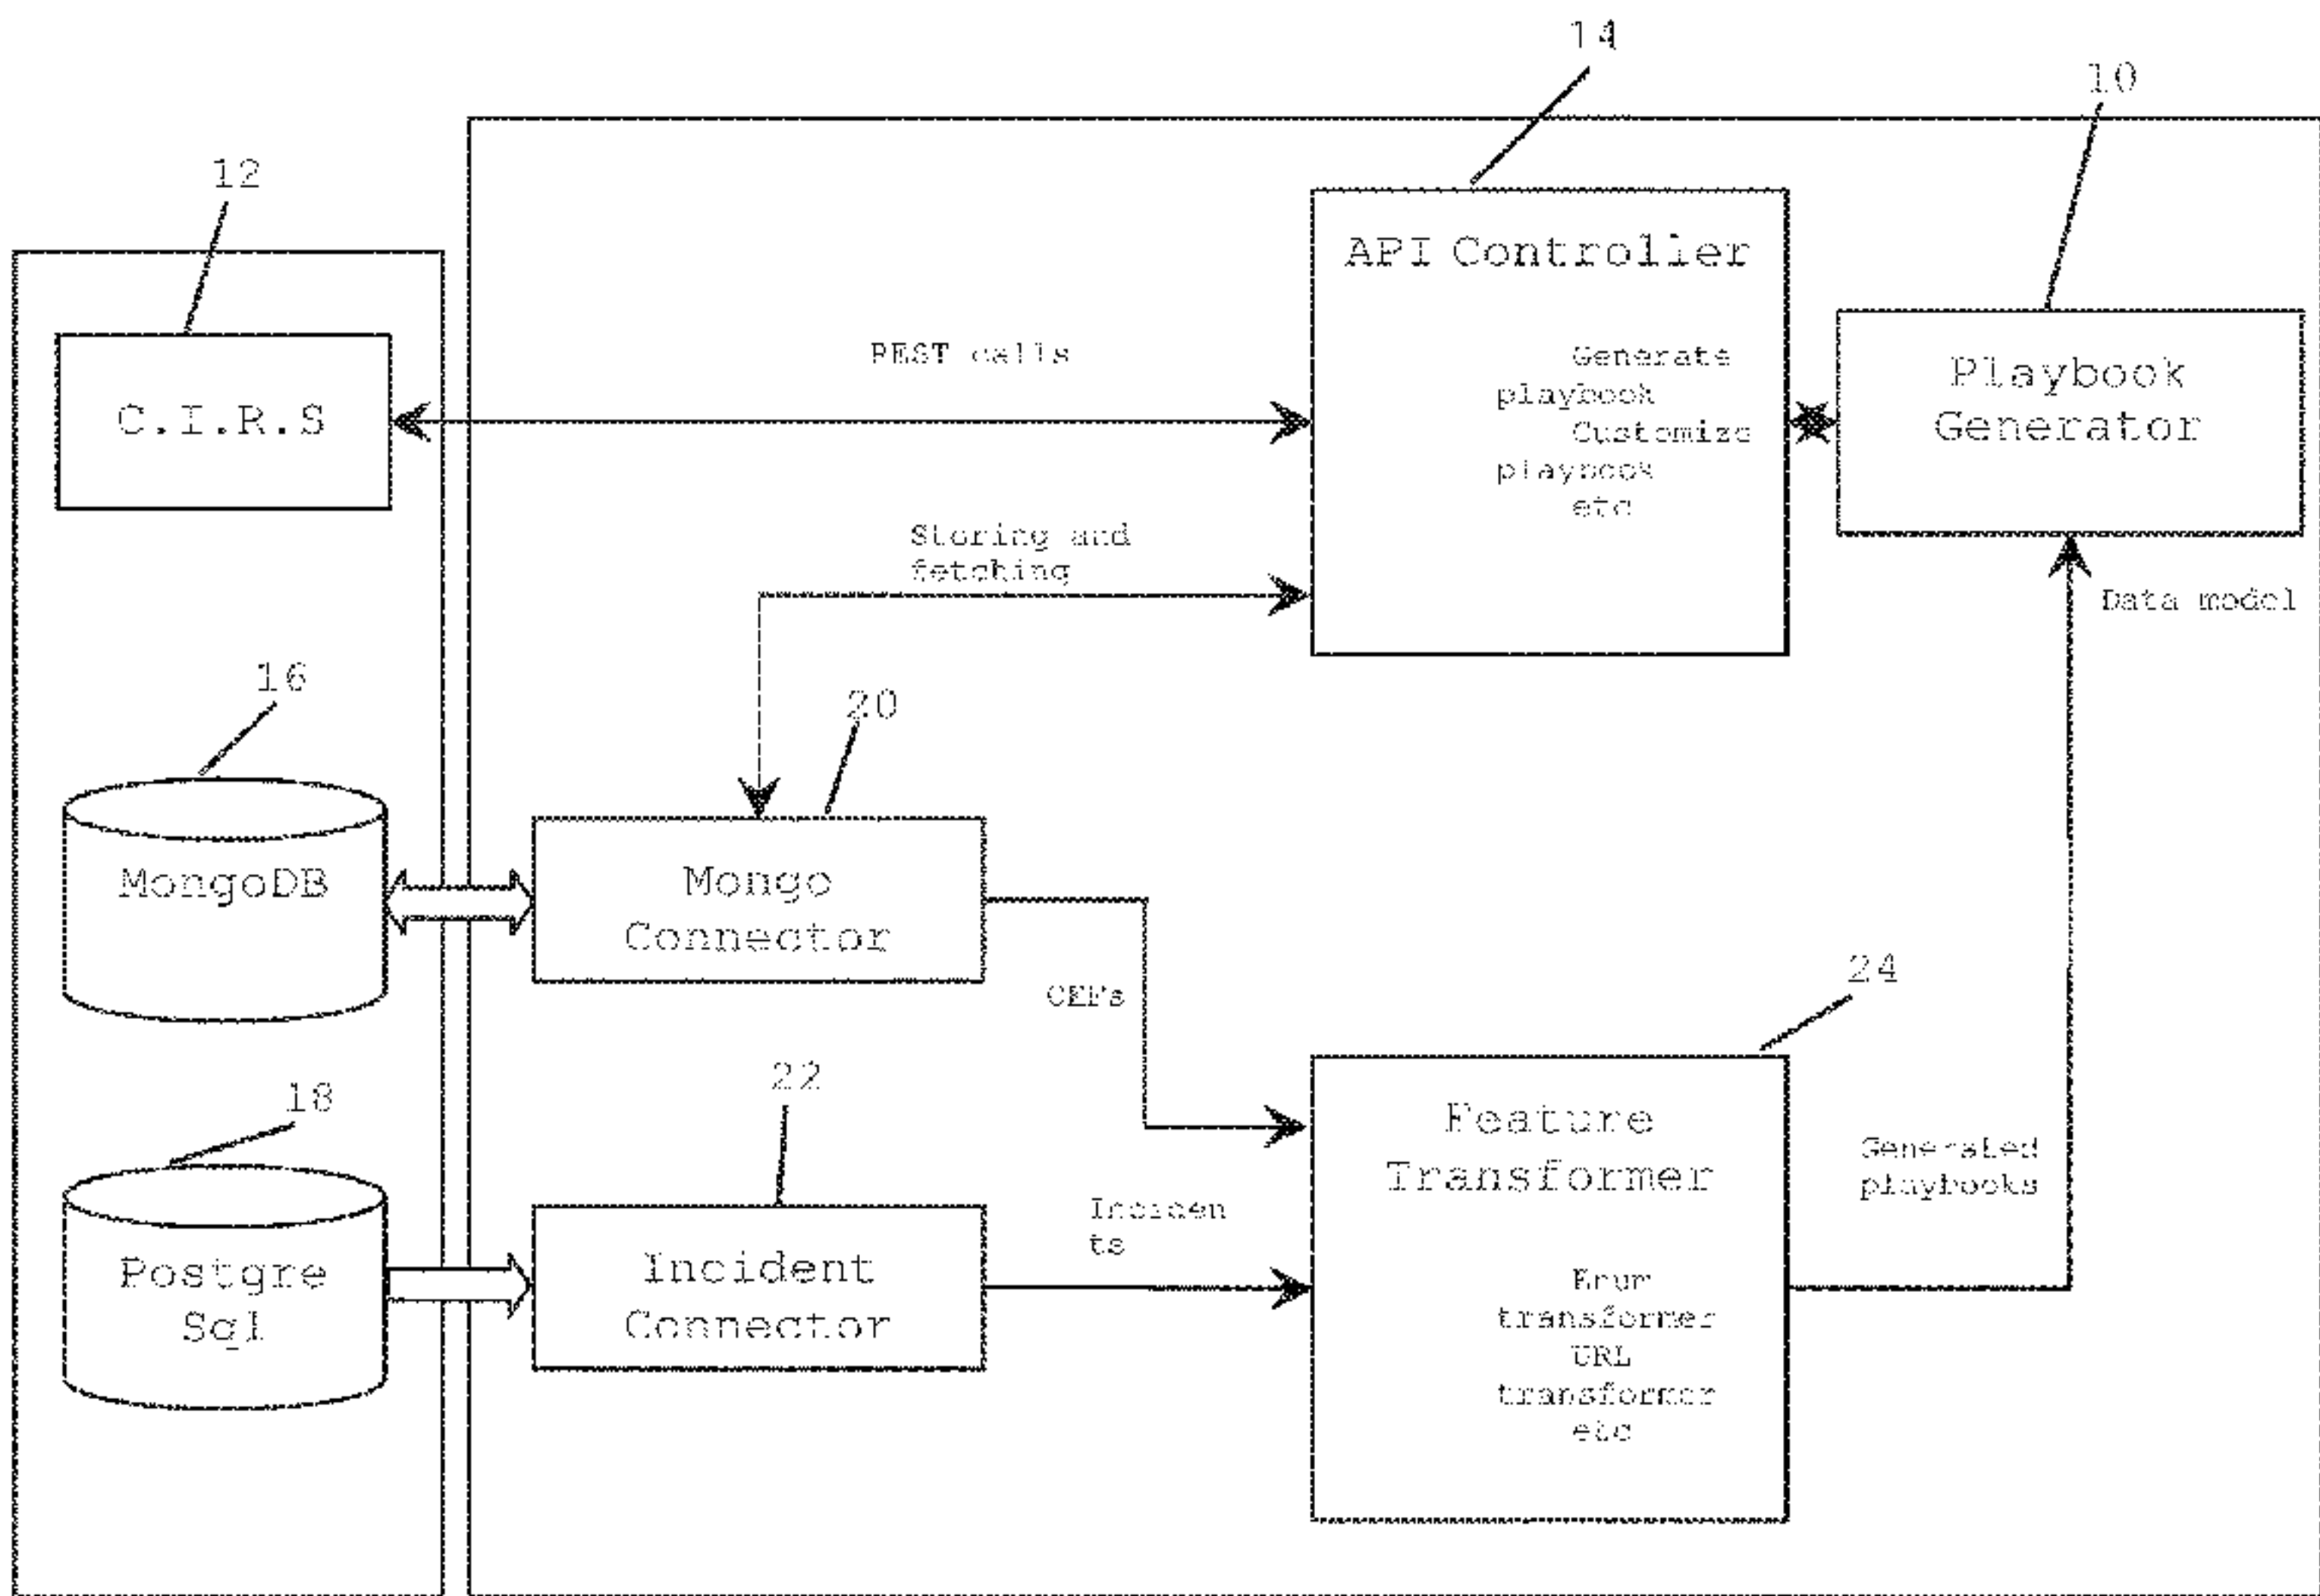 14
10
12
API Controller
C.I.R.S
REST calls
Generate
playbook
Customize
playbook
etc
Playbook
Generator
Storing and
fetching
Data model
16
20
MongoDB
Mongo
Connector
CEFs
24
18
22
Postgre
Sql
Incident
Connector
Inciden
ts
Feature
Transformer
Enum
transformer
URL
transformer
etc
Generated
playbooks